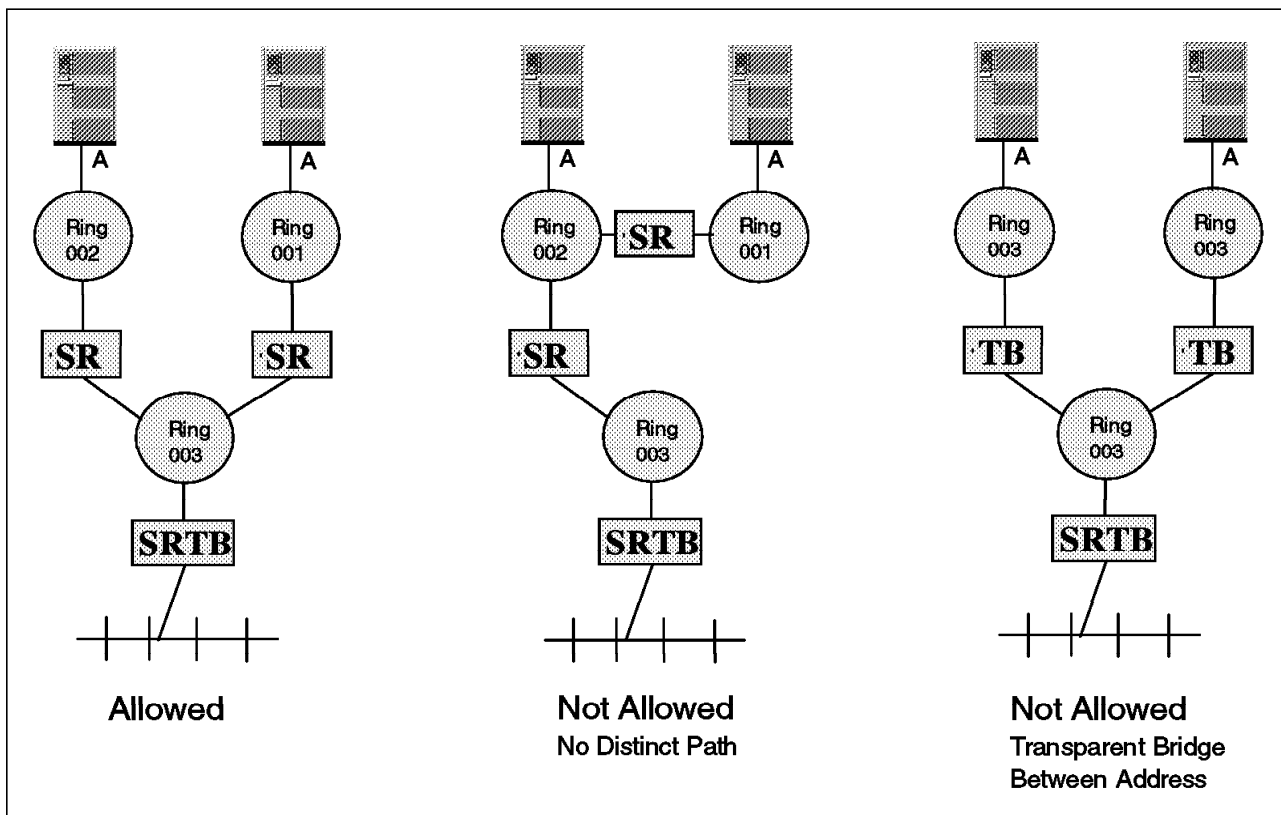 A
A
Ring
002
Ring
001
SR
SR
Ring
003
SRTB
Allowed
A
A
Ring
002
SR
Ring
001
SR
Ring
003
SRTB
Not Allowed
No Distinct Path
A
A
Ring
003
Ring
003
TB
TB
Ring
003
SRTB
Not Allowed
Transparent Bridge
Between Address